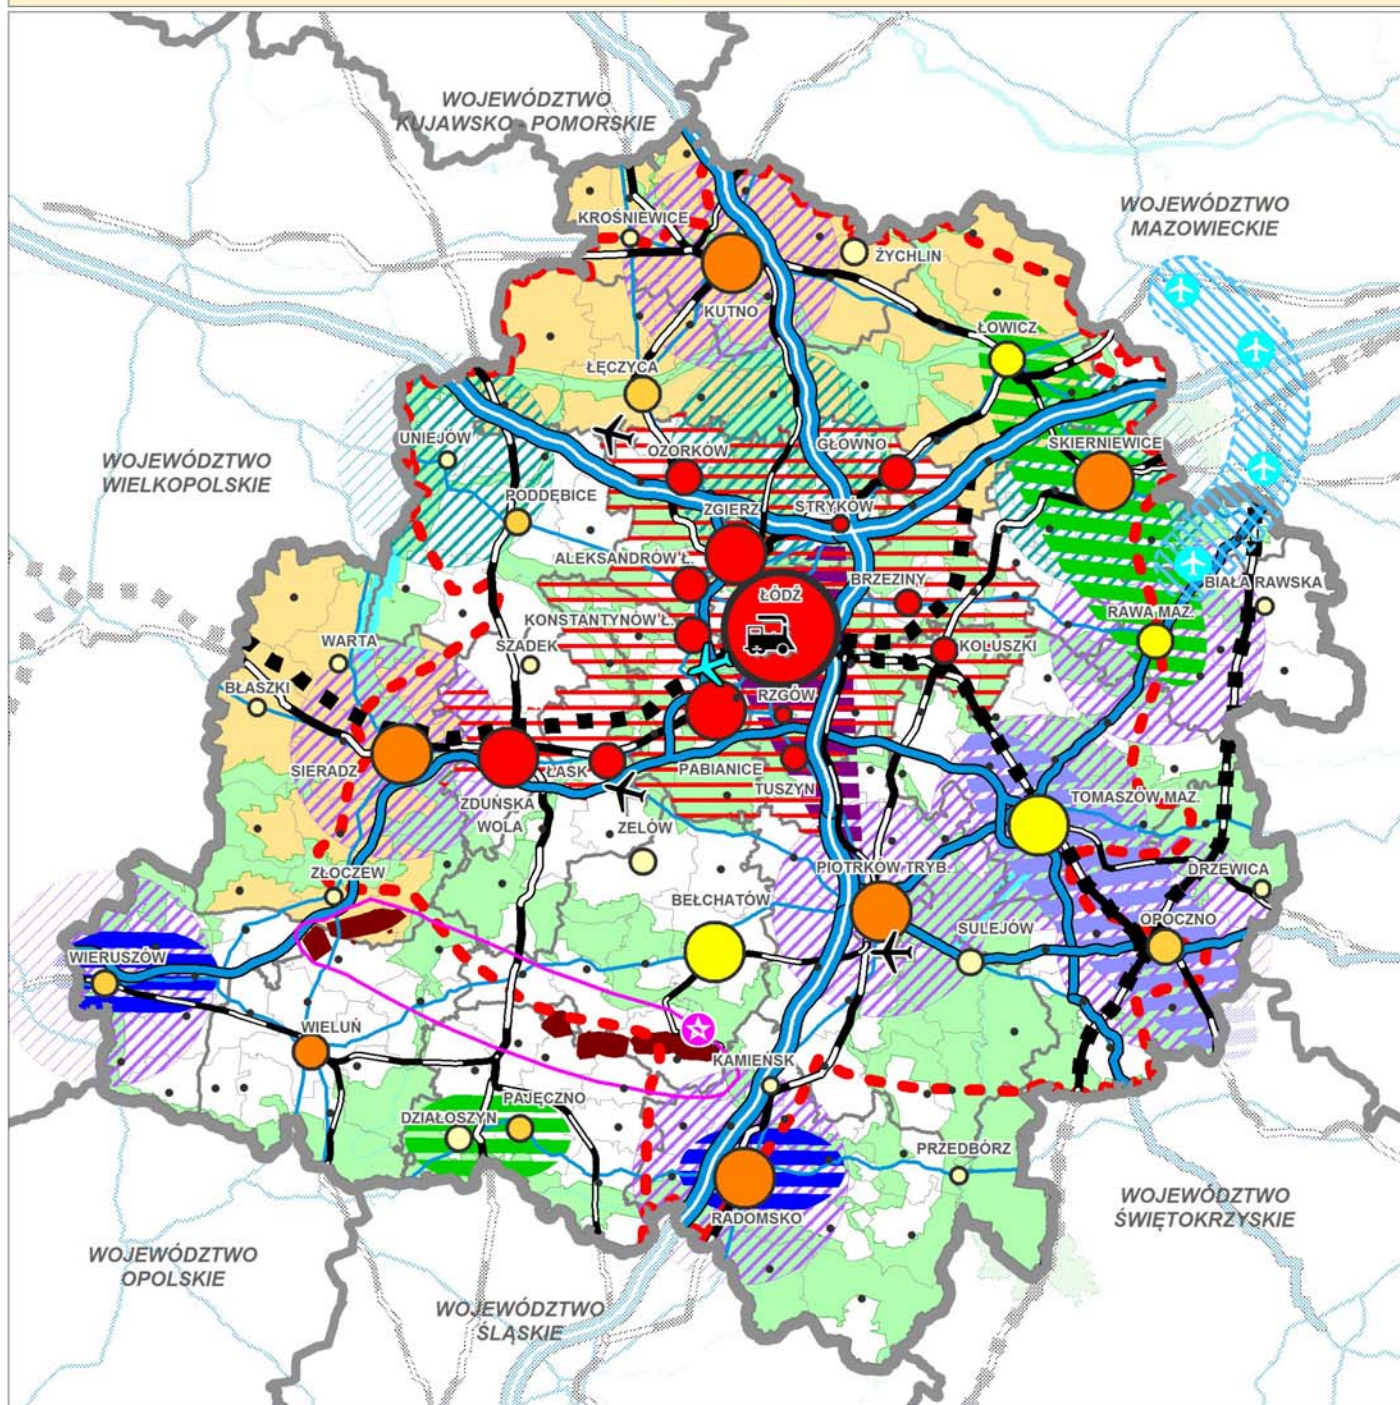 WOJEWÓDZTWO
KUJAWSKO - POMORSKIE
WOJEWÓDZTWO
MAZOWIECKIE
KROŚNIEWICE
ŻYCHLIN
KUTNO
ŁOWICZ
ŁĘCZYCA
UNIEJÓW
OZORKÓW
GŁOWNO
SKIERNIEWICE
WOJEWÓDZTWO
WIELKOPOLSKIE
PODDĘBICE
ZGIERZ
STRYKÓW
ALEKSANDRÓW Ł.
BRZEZINY
BIAŁA RAWSKA
ŁÓDŹ
RAWA MAZ.
KONSTANTYNÓW Ł.
WARTA
SZADEK
KOLUSZKI
BŁASZKI
RZGÓW
SIERADZ
ŁASK
PABIANICE
TUSZYN
ZDUŃSKA
WOLA
TOMASZÓW MAZ.
ZELÓW
ZŁOCZEW
PIOTRKÓW TRYB.
DRZEWICA
BEŁCHATÓW
OPOCZNO
SULEJÓW
WIERUSZÓW
WIELUŃ
KAMIEŃSK
PAJĘCZNO
DZIAŁOSZYN
PRZEDBÓRZ
RADOMSKO
WOJEWÓDZTWO
ŚWIĘTOKRZYSKIE
WOJEWÓDZTWO
OPOLSKIE
WOJEWÓDZTWO
ŚLĄSKIE